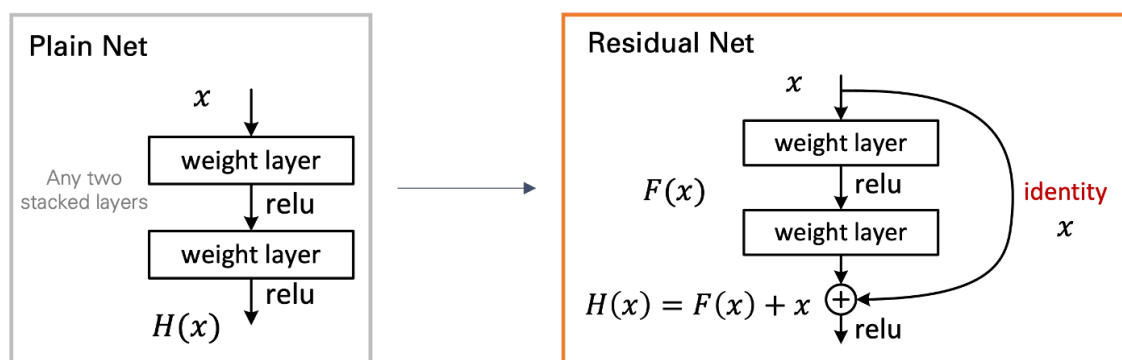 Plain Net
x
weight layer
Any two
stacked layers
relu
weight layer
relu
H(x)
Residual Net
x
weight layer
relu
F(x)
identity
x
weight layer
H(x) = F(x) + x
+
relu